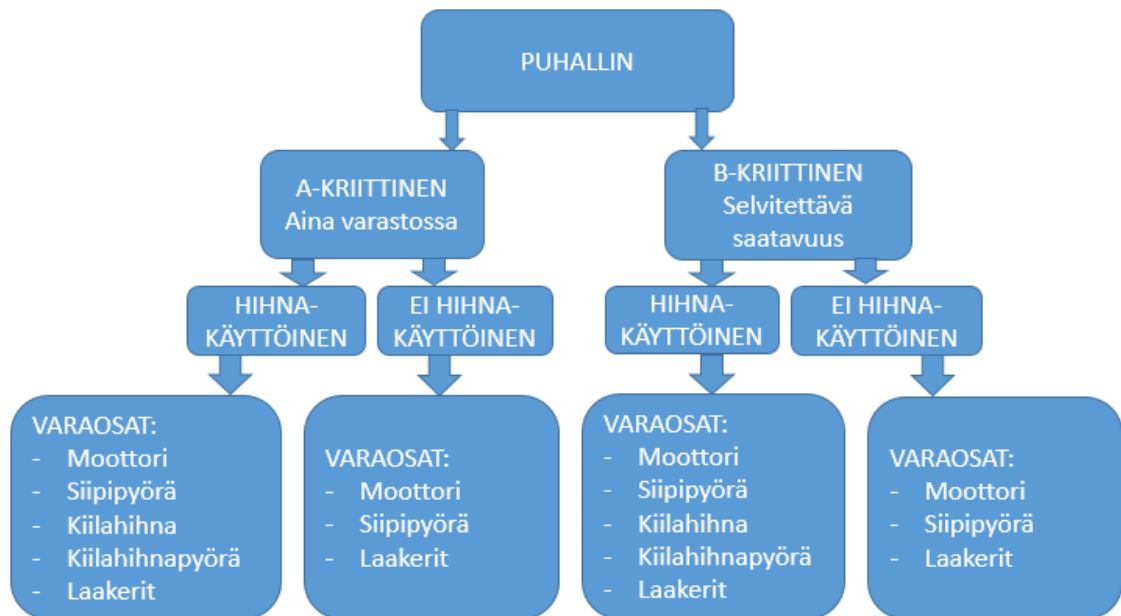 PUHALLIN
A-KRIITTINEN
Aina varastossa
B-KRIITTINEN
Selvitettävä
saatavuus
HIHNA-
KÄYTTÖINEN
EI HIHNA-
KÄYTTÖINEN
HIHNA-
KÄYTTÖINEN
EI HIHNA-
KÄYTTÖINEN
VARAOSAT:
- Moottori
- Siipipyörä
- Kiilahihna
- Kiilahihnapyörä
- Laakerit
VARAOSAT:
- Moottori
- Siipipyörä
- Laakerit
VARAOSAT:
- Moottori
- Siipipyörä
- Kiilahihna
- Kiilahihnapyörä
- Laakerit
VARAOSAT:
- Moottori
- Siipipyörä
- Laakerit